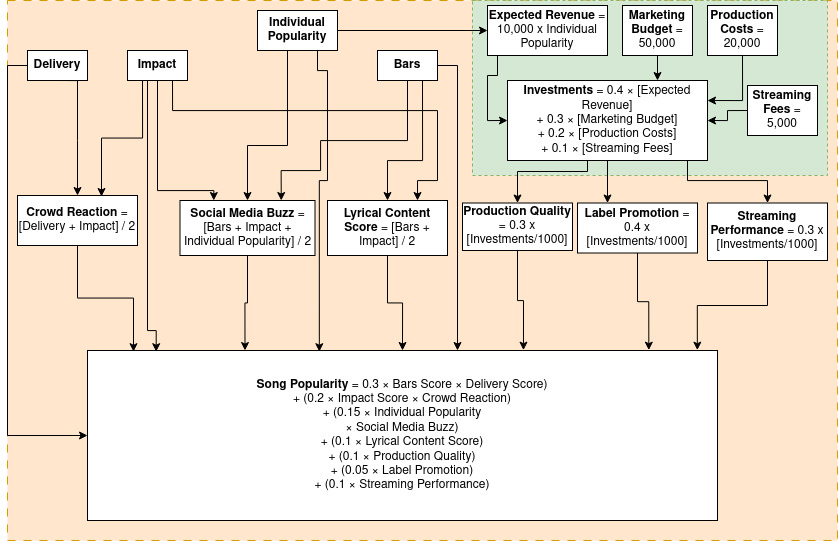 Individual
Popularity
Expected Revenue =
10,000 x Individual
Popularity
Marketing
Budget =
50,000
Production
Costs =
20,000
Delivery
Impact
Bars
Investments = 0.4 × [Expected
Revenue]
+ 0.3 × [Marketing Budget]
+ 0.2 × [Production Costs]
+ 0.1 × [Streaming Fees]
Streaming
Fees =
5,000
Crowd Reaction =
[Delivery + Impact] / 2
Social Media Buzz =
[Bars + Impact +
Individual Popularity] / 2
Lyrical Content
Score = [Bars +
Impact] / 2
Production Quality
= 0.3 x
[Investments/1000]
Label Promotion =
0.4 x
[Investments/1000]
Streaming
Performance = 0.3 x
[Investments/1000]
Song Popularity = 0.3 × Bars Score × Delivery Score)
+ (0.2 × Impact Score × Crowd Reaction)
+ (0.15 × Individual Popularity
× Social Media Buzz)
+ (0.1 × Lyrical Content Score)
+ (0.1 × Production Quality)
+ (0.05 × Label Promotion)
+ (0.1 × Streaming Performance)